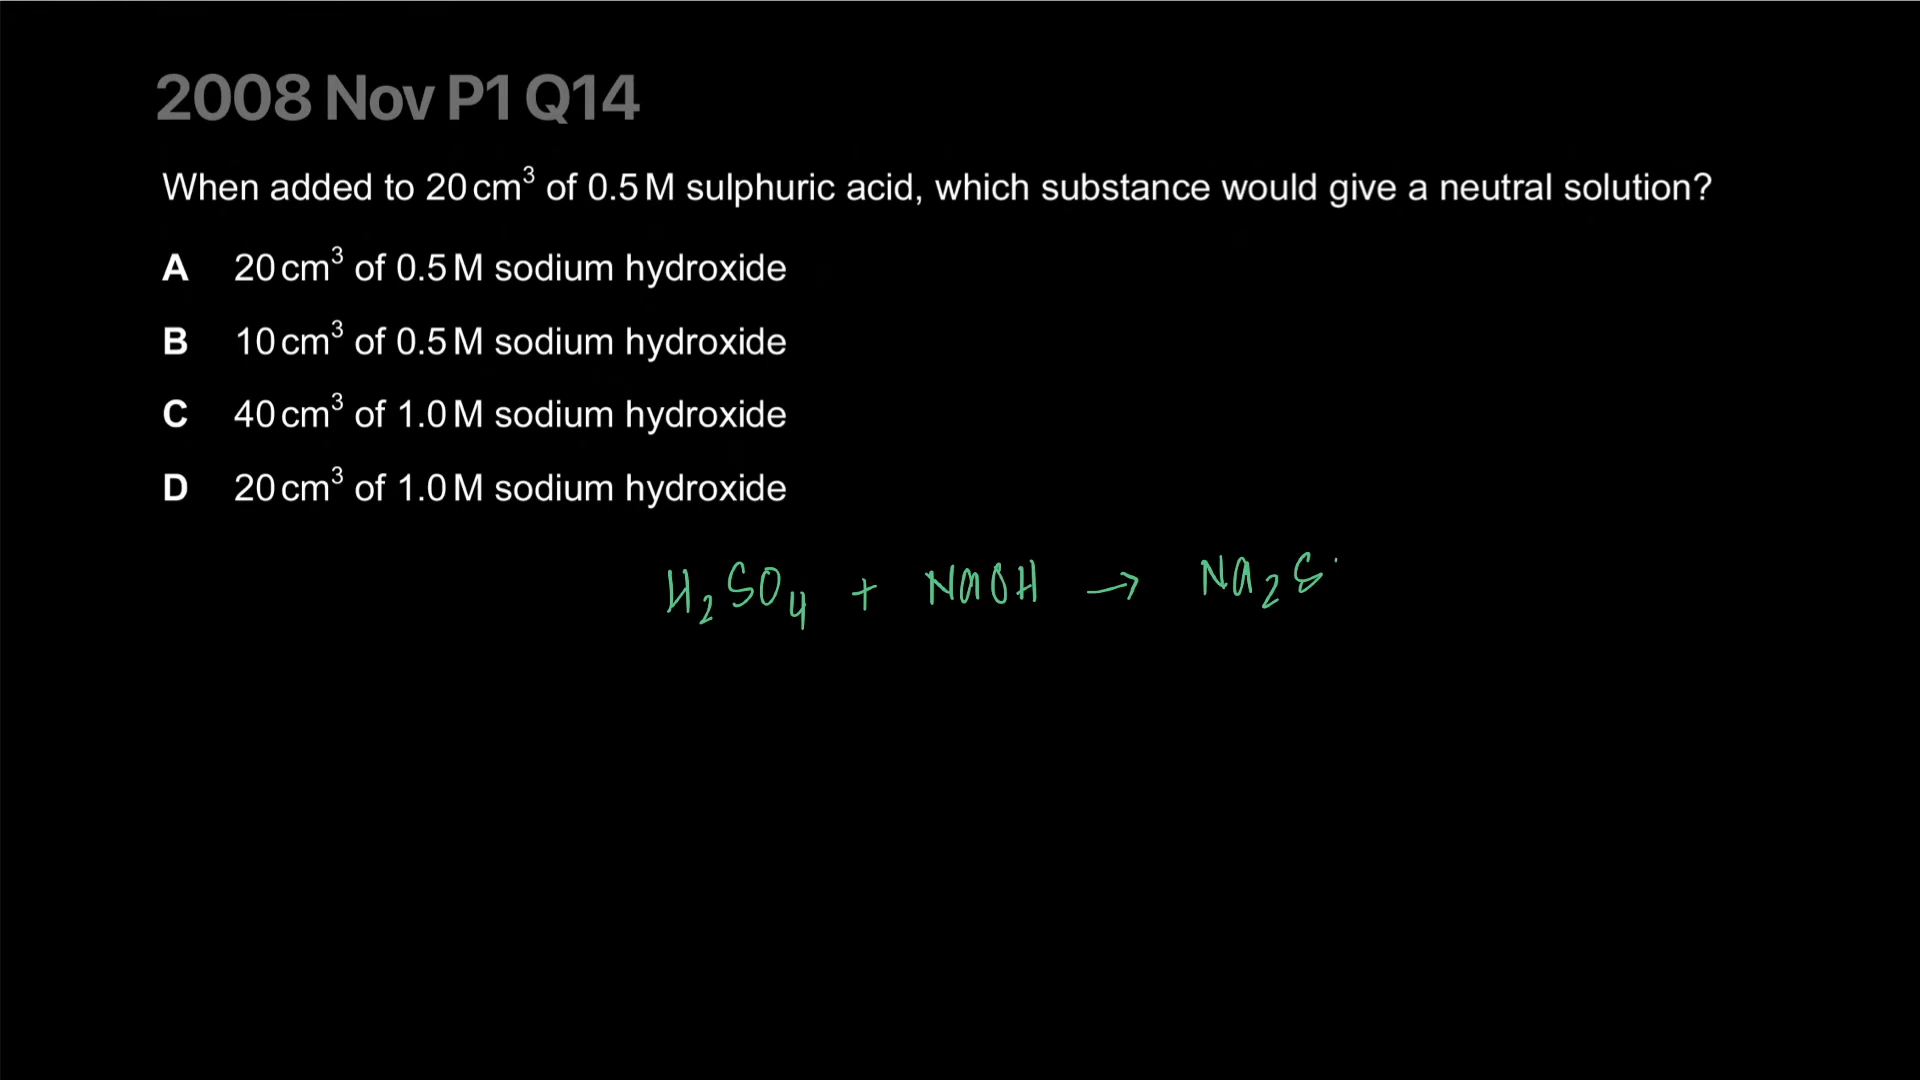 2008 Nov P1 Q14
When added to 20 cm³ of 0.5 M sulphuric acid, which substance would give a neutral solution?
A 20 cm³ of 0.5 M sodium hydroxide
B 10 cm³ of 0.5 M sodium hydroxide
C 40 cm³ of 1.0 M sodium hydroxide
D 20 cm³ of 1.0 M sodium hydroxide
H₂SO₄ + NaOH → Na₂S